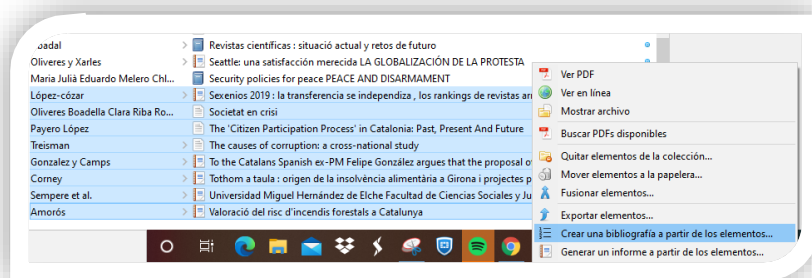 Revistas científicas : situació actual y retos de futuro
Oliveres y Xarles Seattle: una satisfacción merecida LA GLOBALIZACIÓN DE LA PROTESTA
Maria Julià Eduardo Melero Chl... Security policies for peace PEACE AND DISARMAMENT
López-cózar Sexenios 2019 : la transferencia se independiza , los rankings de revistas
Oliveres Boadella Clara Riba Ro... Societat en crisi
Payero López The 'Citizen Participation Process' in Catalonia: Past, Present And Future
Treisman The causes of corruption: a cross-national study
Gonzalez y Camps To the Catalans Spanish ex-PM Felipe González argues that the proposal
Corney Tothom a taula : origen de la insolvència alimentària a Girona i projectes p
Sempere et al. Universidad Miguel Hernández de Elche Facultad de Ciencias Sociales y Ju
Amorós Valoració del risc d'incendis forestals a Catalunya
Ver PDF
Ver en línea
Mostrar archivo
Buscar PDFs disponibles
Quitar elementos de la colección...
Mover elementos a la papelera...
Fusionar elementos...
Exportar elementos...
Crear una bibliografía a partir de los elementos...
Generar un informe a partir de los elementos...